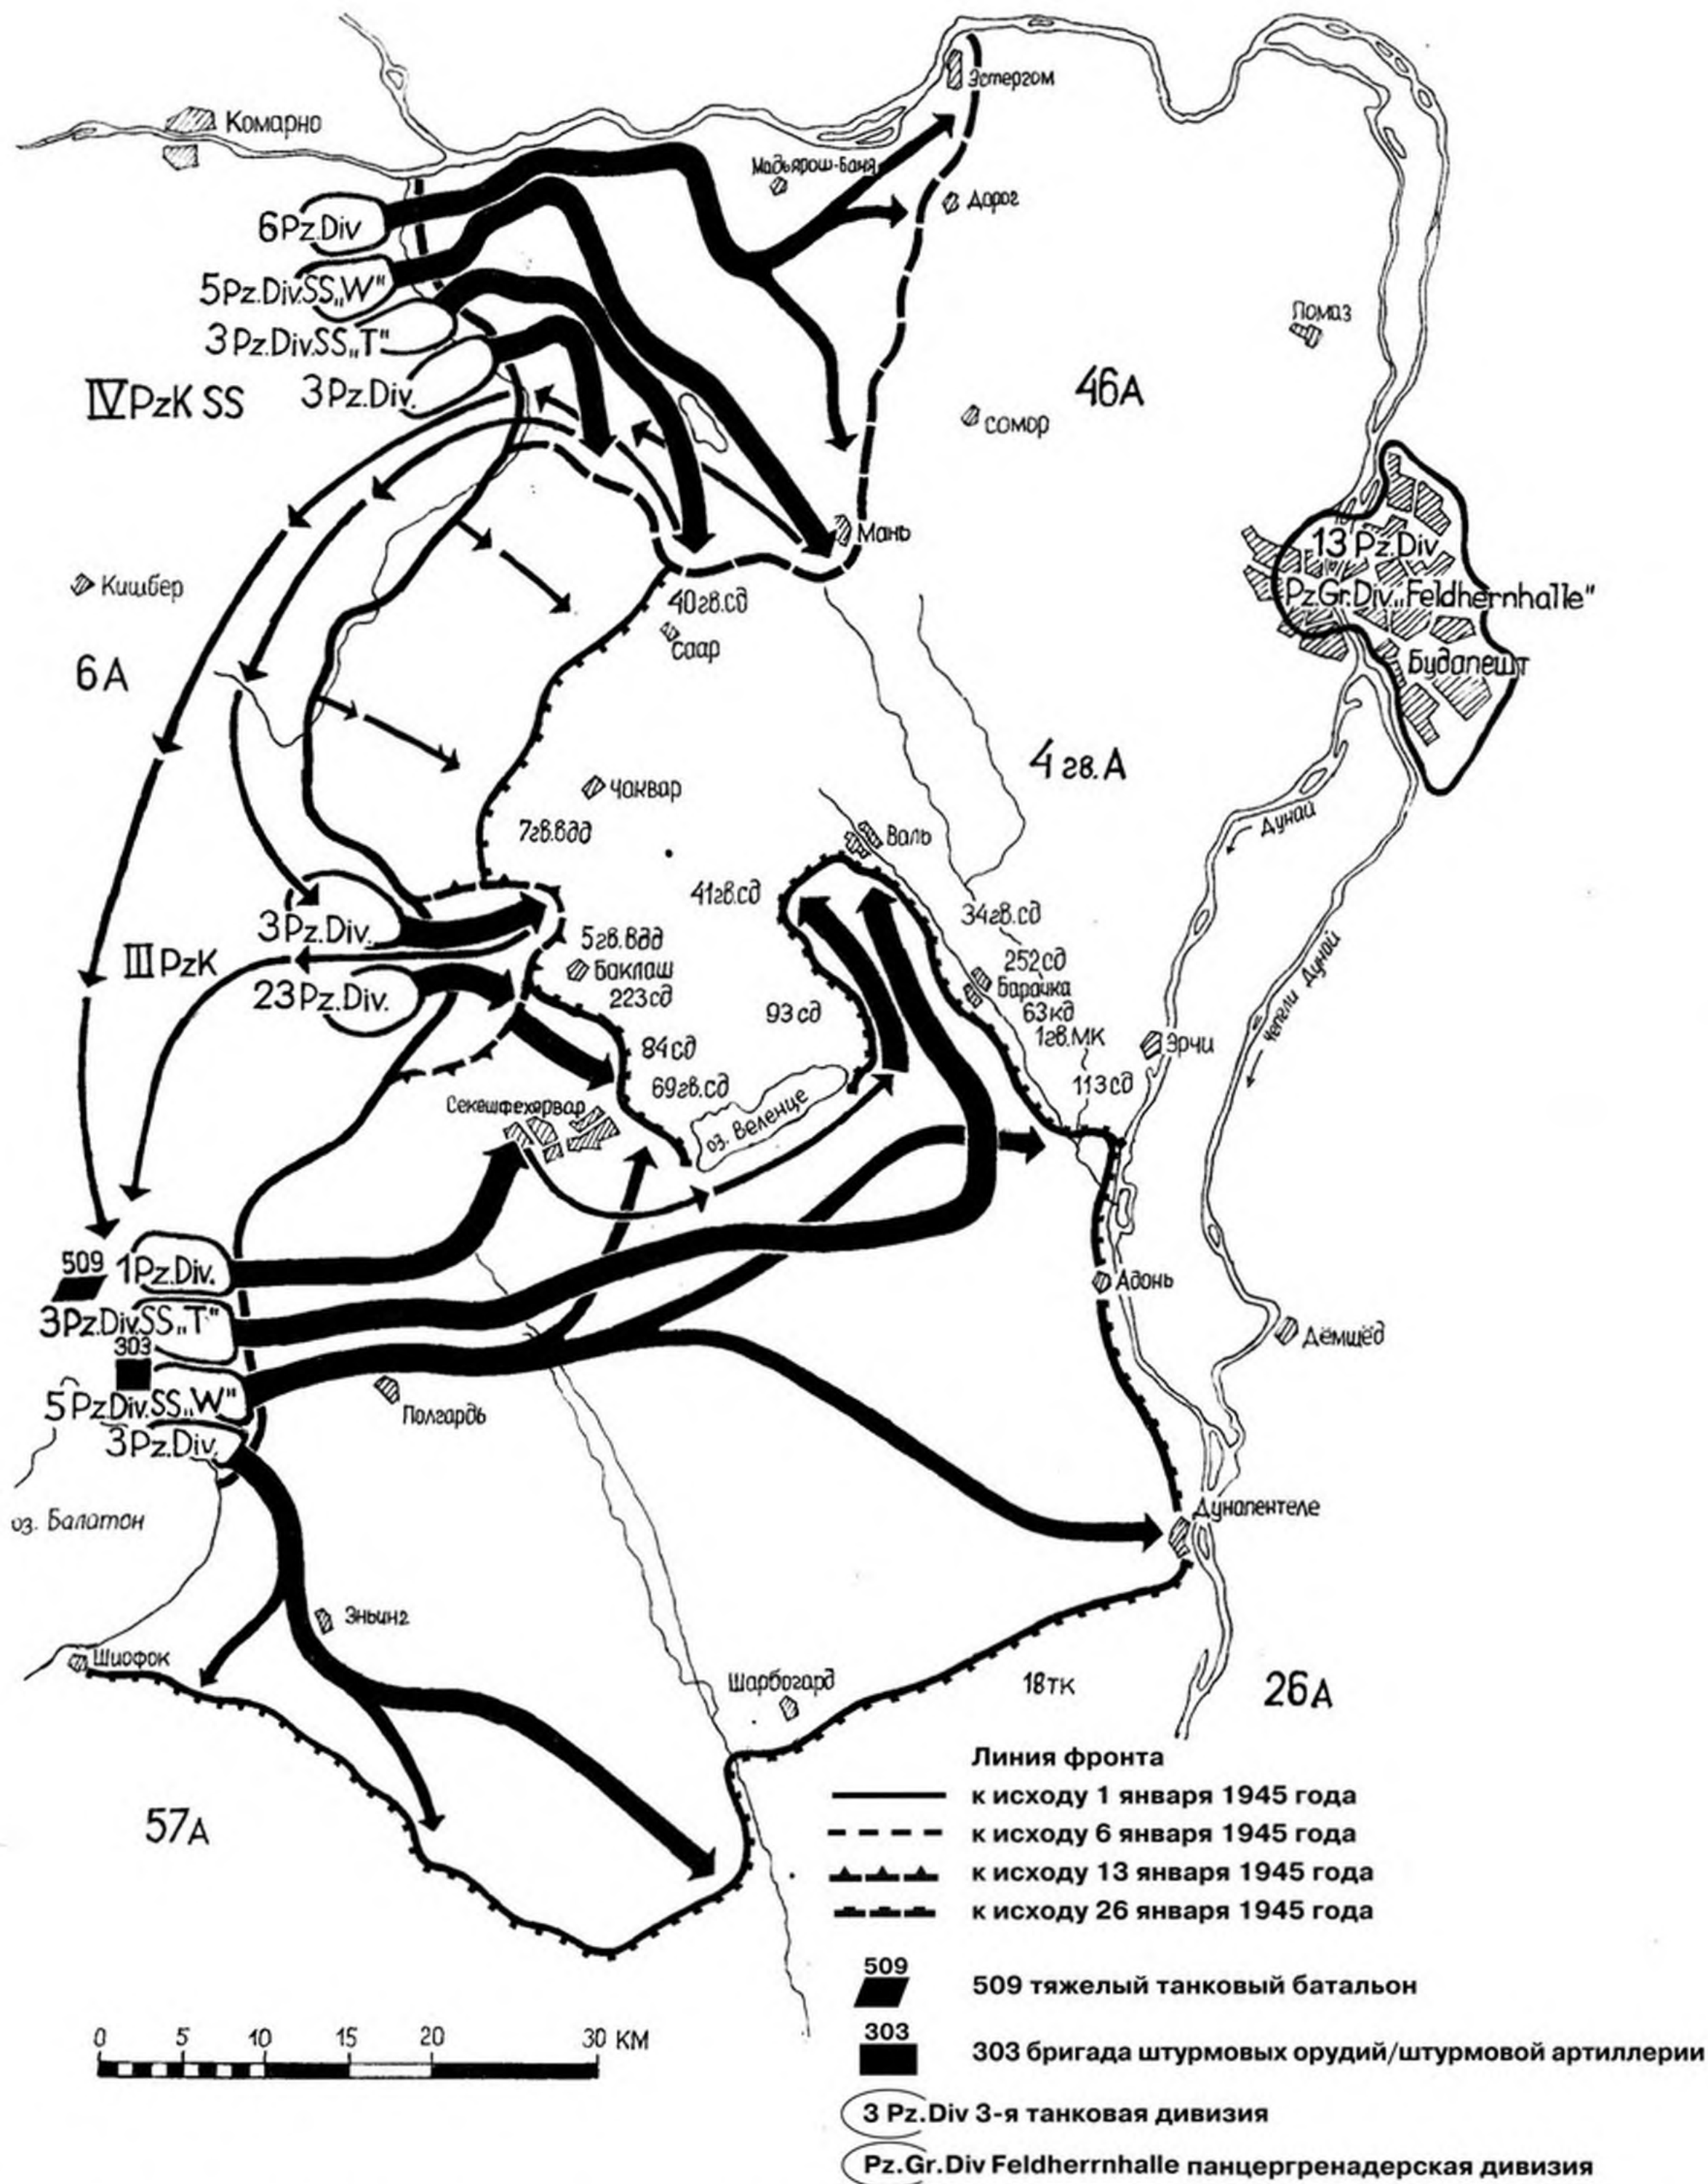 Эстергом
Комарно
Мадьярош-Баня
Дорог
6Pz.Div
5Pz.Div.SS„W"
3Pz.Div.SS„T"
3Pz.Div.
IVPzK SS
Помаз
46А
сомор
Мань
13Pz.Div.
Pz.Gr.Div.„Feldhernhalle"
Будапешт
Кишбер
40гв.сд
Саар
6А
4гв.А
Чаквар
7гв.вдд
Дунай
Валь
41гв.сд
34гв.сд
3Pz.Div.
5гв.вдд
252сд
Чепели Дунай
IIIPzK
Баклаш
Барачка
23Pz.Div.
223сд
93сд
63кд
1гв.МК
Эрчи
84сд
69гв.сд
113сд
Секешфехервар
оз. Веленце
509
1Pz.Div.
Адонь
3Pz.Div.SS„T"
Дёмшёд
303
5Pz.Div.SS„W"
Полгардь
3Pz.Div.
оз. Балатон
Дунапентеле
Эньинг
Шиофок
Шарбогард
18тк
26А
57А
Линия фронта
к исходу 1 января 1945 года
к исходу 6 января 1945 года
к исходу 13 января 1945 года
к исходу 26 января 1945 года
509
509 тяжелый танковый батальон
303
303 бригада штурмовых орудий/штурмовой артиллерии
3 Pz.Div 3-я танковая дивизия
Pz.Gr.Div Feldherrnhalle панцергренадерская дивизия
0 5 10 15 20 30 КМ